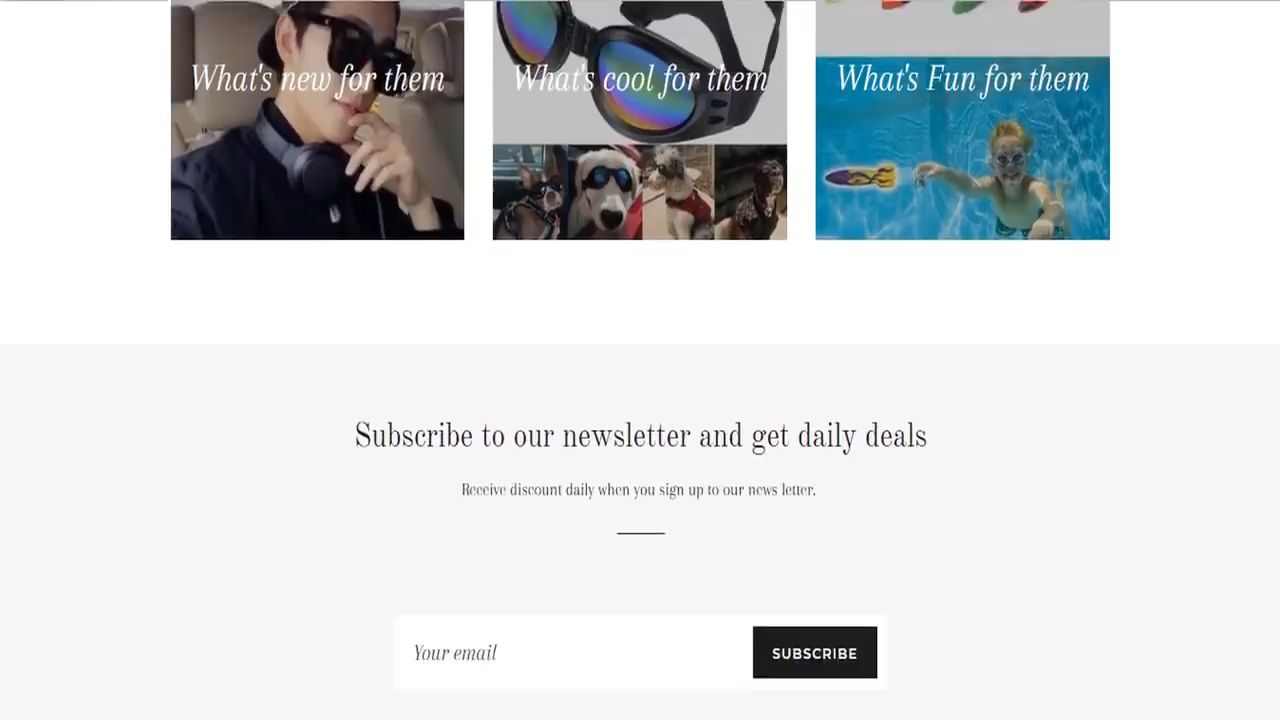 What's new for them
What's cool for them
What's Fun for them
Subscribe to our newsletter and get daily deals
Receive discount daily when you sign up to our news letter.
Your email
SUBSCRIBE